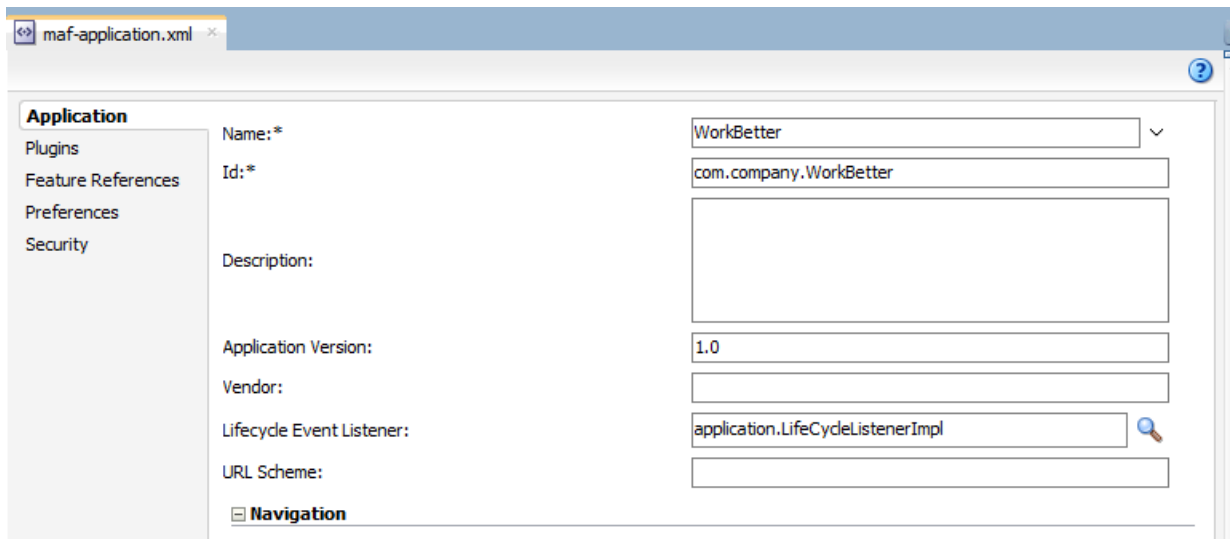 maf-application.xml
Application
Plugins
Feature References
Preferences
Security
Name:* WorkBetter
Id:* com.company.WorkBetter
Description:
Application Version: 1.0
Vendor:
Lifecycle Event Listener: application.LifeCycleListenerImpl
URL Scheme:
Navigation